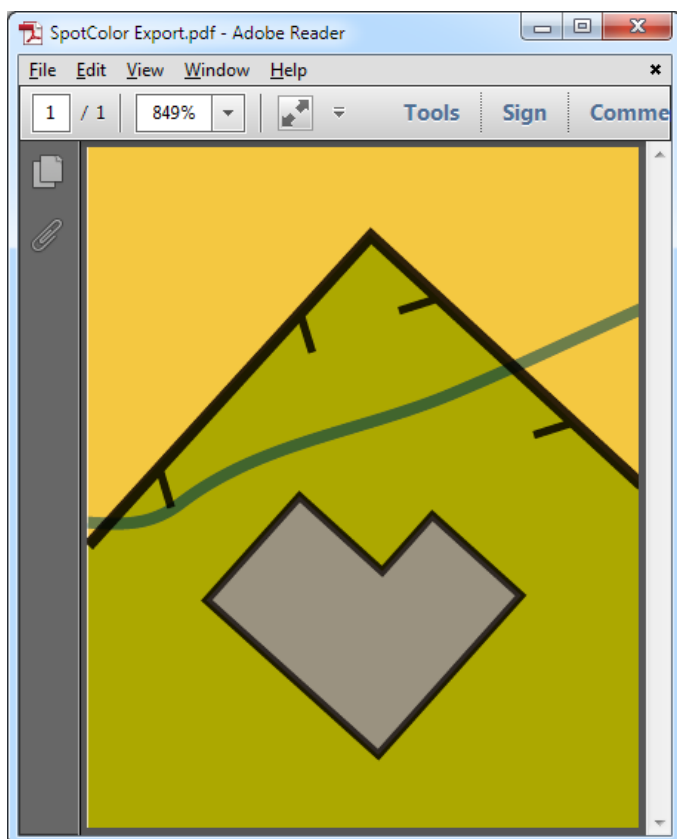 SpotColor Export.pdf - Adobe Reader
File Edit View Window Help
1 / 1 849% Tools Sign Comme